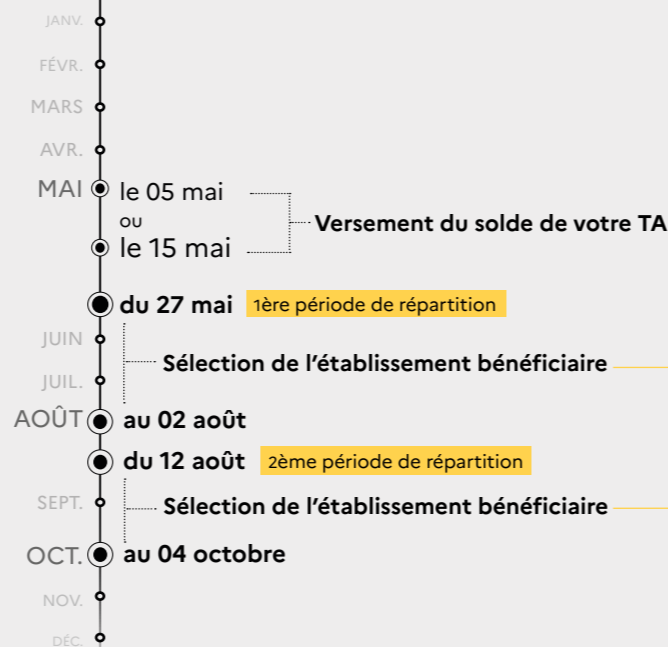 JANV.
FÉVR.
MARS
AVR.
MAI
le 05 mai
ou
le 15 mai
Versement du solde de votre TA
du 27 mai 1ère période de répartition
JUIN
Sélection de l'établissement bénéficiaire
JUIL.
AOÛT au 02 août
du 12 août 2ème période de répartition
SEPT.
Sélection de l'établissement bénéficiaire
OCT. au 04 octobre
NOV.
DÉC.